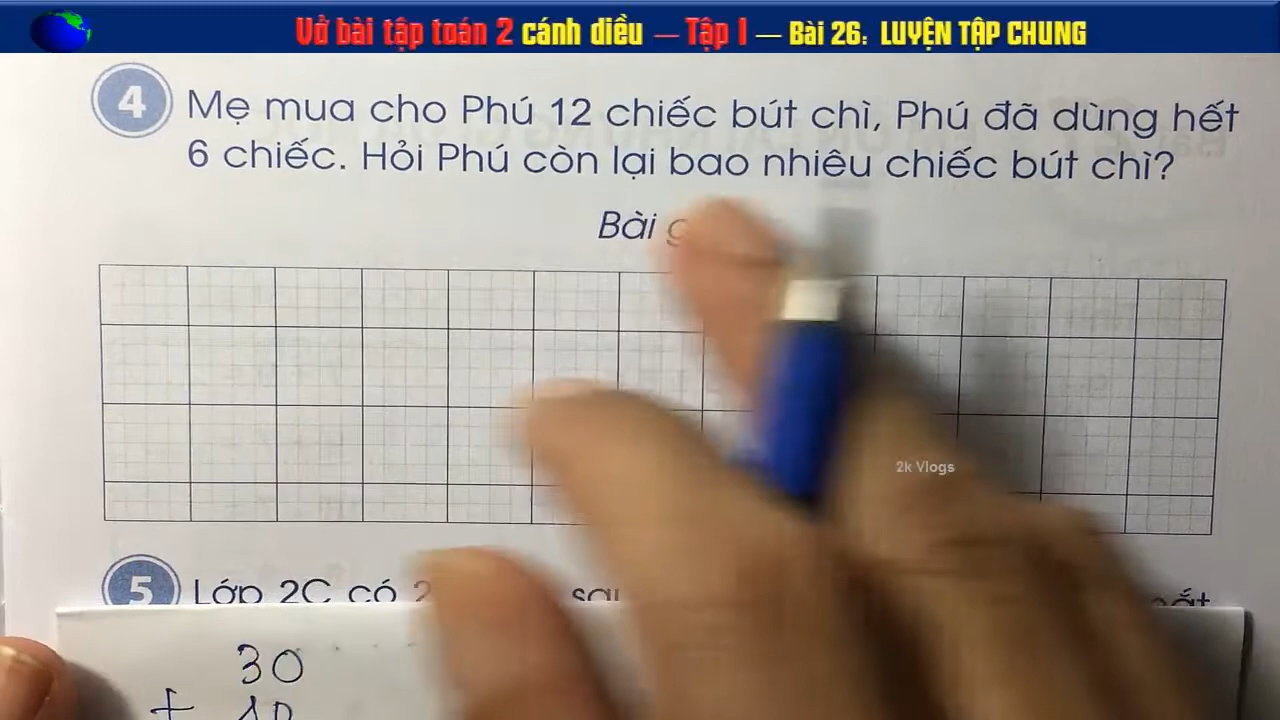 Vở bài tập toán 2 cánh diều – Tập 1 – Bài 26: LUYỆN TẬP CHUNG
4 Mẹ mua cho Phú 12 chiếc bút chì, Phú đã dùng hết
6 chiếc. Hỏi Phú còn lại bao nhiêu chiếc bút chì?
Bài
2k Vlogs
5 Lớp 2C có
30
+ 10